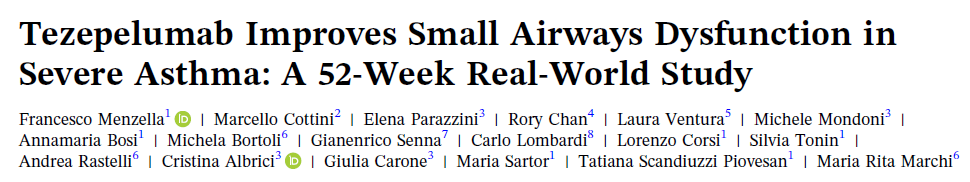 Tezepelumab Improves Small Airways Dysfunction in
Severe Asthma: A 52-Week Real-World Study
Francesco Menzella1 iD | Marcello Cottini2 | Elena Parazzini3 | Rory Chan4 | Laura Ventura5 | Michele Mondoni3 |
Annamaria Bosi1 | Michela Bortoli6 | Gianenrico Senna7 | Carlo Lombardi8 | Lorenzo Corsi1 | Silvia Tonin1 |
Andrea Rastelli6 | Cristina Albrici3 iD | Giulia Carone3 | Maria Sartor1 | Tatiana Scandiuzzi Piovesan1 | Maria Rita Marchi6